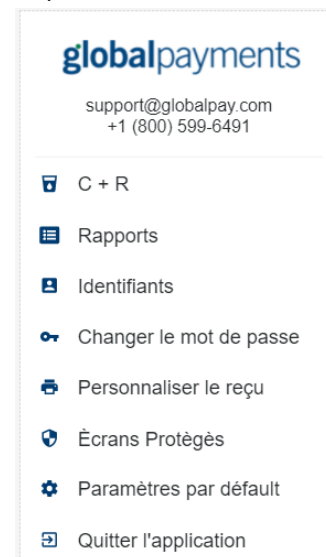 globalpayments
support@globalpay.com
+1 (800) 599-6491
C + R
Rapports
Identifiants
Changer le mot de passe
Personnaliser le reçu
Ècrans Protègès
Paramètres par défault
Quitter l'application